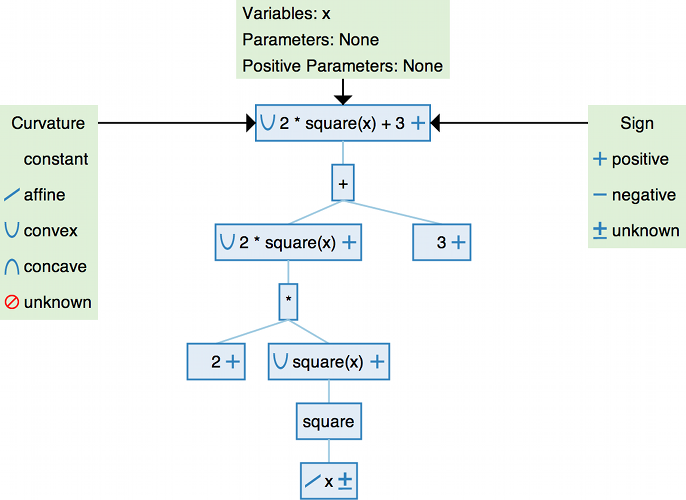 Variables: x
Parameters: None
Positive Parameters: None
Curvature
constant
affine
convex
concave
unknown
2 * square(x) + 3 +
Sign
+ positive
− negative
± unknown
+
2 * square(x) +
3 +
*
2 +
square(x) +
square
x ±